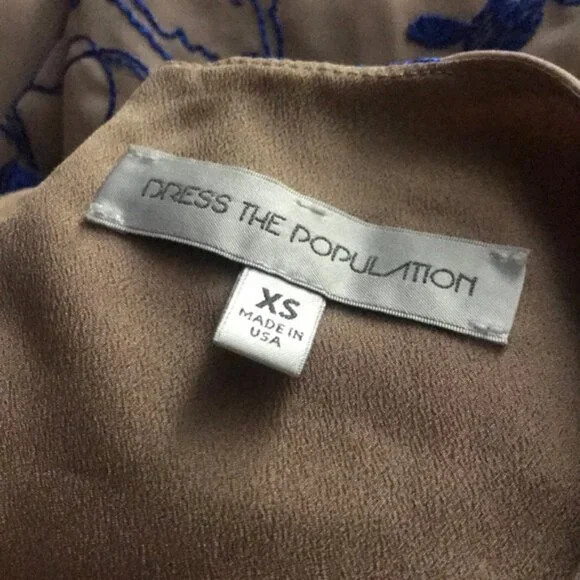 DRESS THE POPULATION
XS
MADE IN
USA